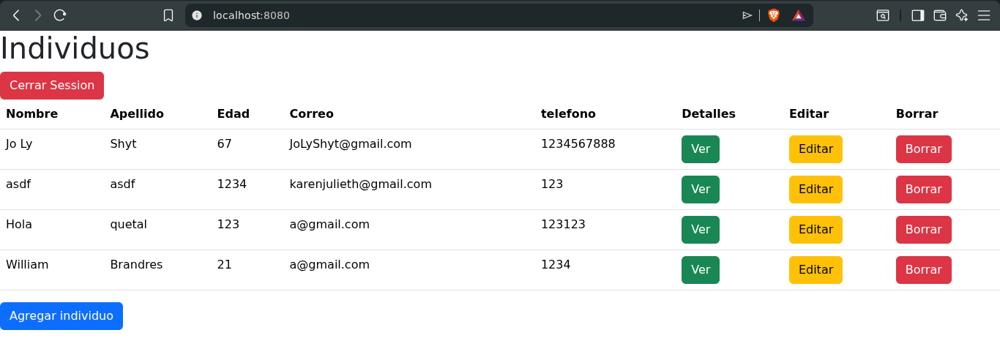 localhost:8080
Individuos
Cerrar Session
Nombre Apellido Edad Correo telefono Detalles Editar Borrar
Jo Ly Shyt 67 JoLyShyt@gmail.com 1234567888 Ver Editar Borrar
asdf asdf 1234 karenjulieth@gmail.com 123 Ver Editar Borrar
Hola quetal 123 a@gmail.com 123123 Ver Editar Borrar
William Brandres 21 a@gmail.com 1234 Ver Editar Borrar
Agregar individuo